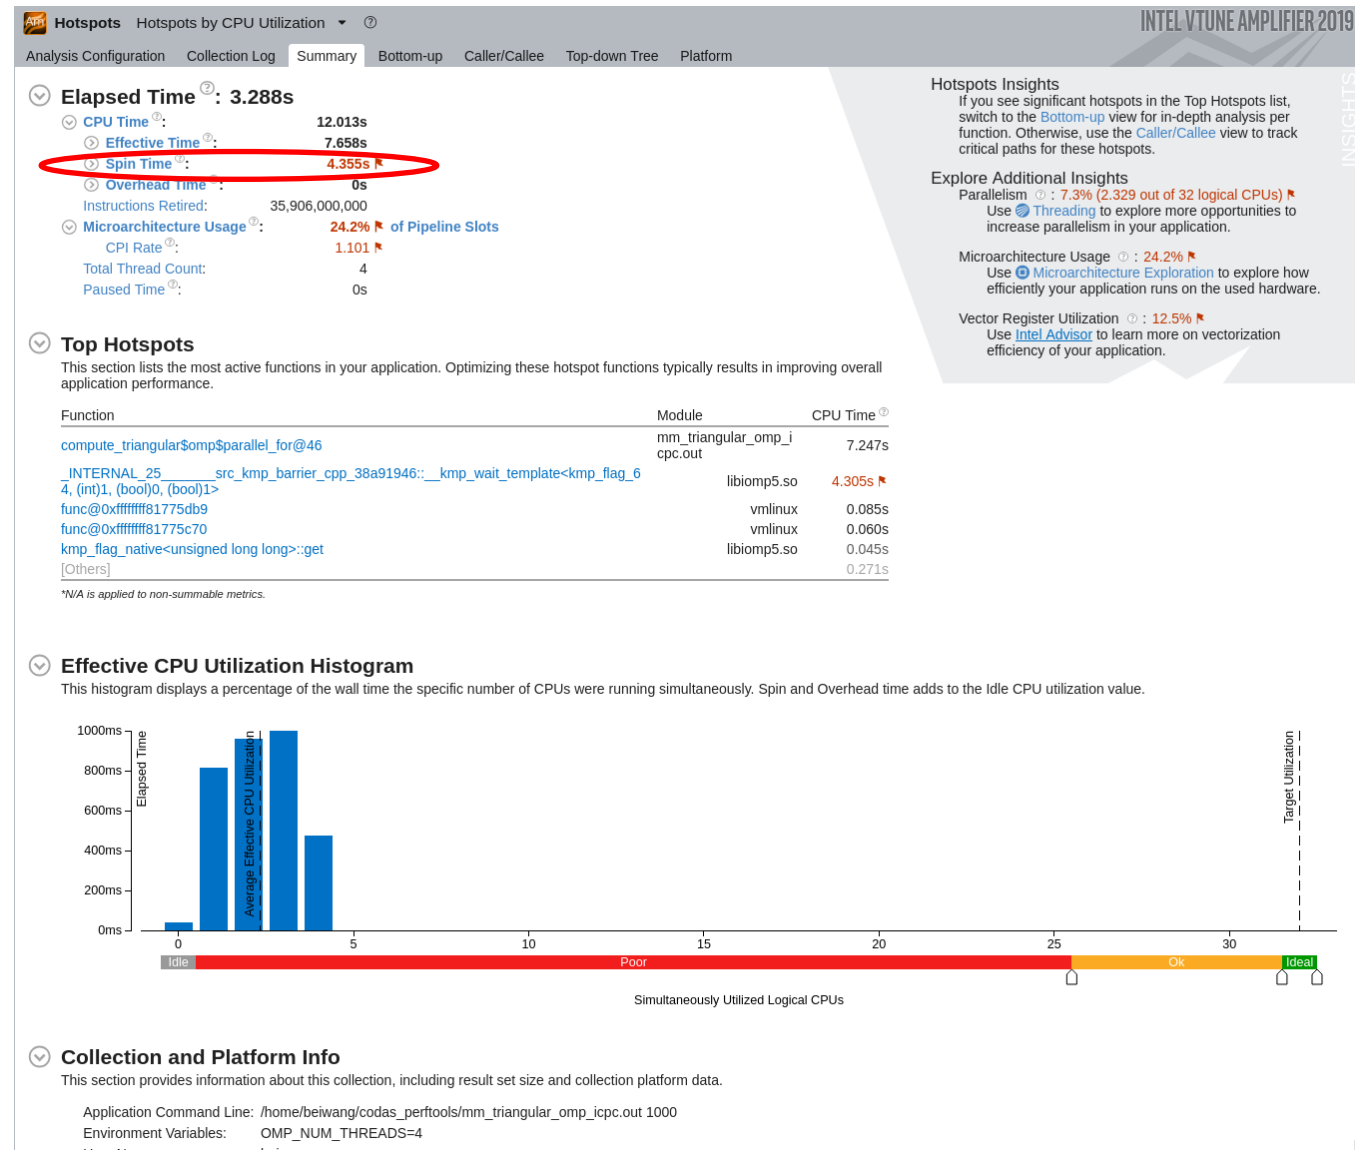 Hotspots Hotspots by CPU Utilization
INTEL VTUNE AMPLIFIER 2019
Analysis Configuration Collection Log Summary Bottom-up Caller/Callee Top-down Tree Platform
Elapsed Time : 3.288s
CPU Time : 12.013s
Effective Time : 7.658s
Spin Time : 4.355s
Overhead Time : 0s
Instructions Retired: 35,906,000,000
Microarchitecture Usage : 24.2% of Pipeline Slots
CPI Rate : 1.101
Total Thread Count: 4
Paused Time : 0s
INSIGHTS
Hotspots Insights
If you see significant hotspots in the Top Hotspots list,
switch to the Bottom-up view for in-depth analysis per
function. Otherwise, use the Caller/Callee view to track
critical paths for these hotspots.
Explore Additional Insights
Parallelism : 7.3% (2.329 out of 32 logical CPUs)
Use Threading to explore more opportunities to
increase parallelism in your application.
Microarchitecture Usage : 24.2%
Use Microarchitecture Exploration to explore how
efficiently your application runs on the used hardware.
Vector Register Utilization : 12.5%
Use Intel Advisor to learn more on vectorization
efficiency of your application.
Top Hotspots
This section lists the most active functions in your application. Optimizing these hotspot functions typically results in improving overall
application performance.
Function Module CPU Time
compute_triangular$omp$parallel_for@46 mm_triangular_omp_i
cpc.out 7.247s
_INTERNAL_25_______src_kmp_barrier_cpp_38a91946::__kmp_wait_template<kmp_flag_6
4, (int)1, (bool)0, (bool)1> libiomp5.so 4.305s
func@0xffffffff81775db9 vmlinux 0.085s
func@0xffffffff81775c70 vmlinux 0.060s
kmp_flag_native<unsigned long long>::get libiomp5.so 0.045s
[Others] 0.271s
*N/A is applied to non-summable metrics.
Effective CPU Utilization Histogram
This histogram displays a percentage of the wall time the specific number of CPUs were running simultaneously. Spin and Overhead time adds to the Idle CPU utilization value.
1000ms
800ms
600ms
400ms
200ms
0ms
Elapsed Time
Average Effective CPU Utilization
Target Utilization
0 5 10 15 20 25 30
Idle Poor Ok Ideal
Simultaneously Utilized Logical CPUs
Collection and Platform Info
This section provides information about this collection, including result set size and collection platform data.
Application Command Line: /home/beiwang/codas_perftools/mm_triangular_omp_icpc.out 1000
Environment Variables: OMP_NUM_THREADS=4